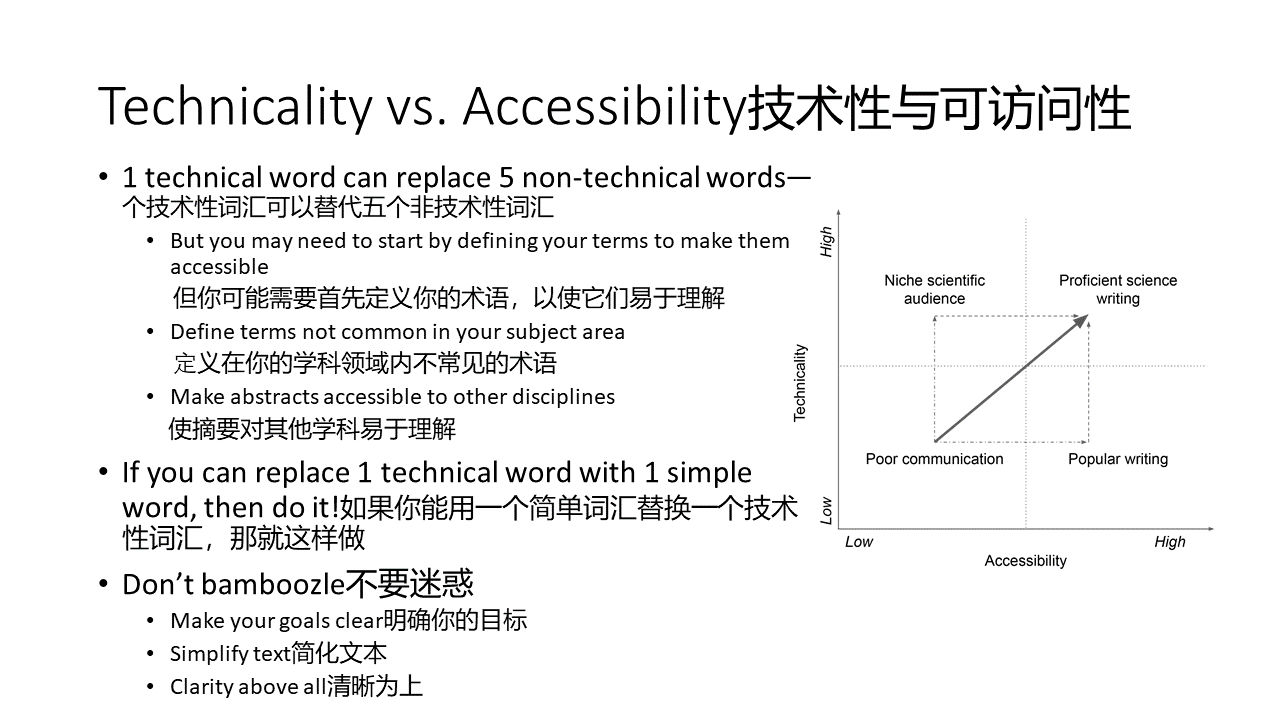 Technicality vs. Accessibility技术性与可访问性
• 1 technical word can replace 5 non-technical words一
个技术性词汇可以替代五个非技术性词汇
• But you may need to start by defining your terms to make them
accessible
但你可能需要首先定义你的术语，以使它们易于理解
• Define terms not common in your subject area
定义在你的学科领域内不常见的术语
• Make abstracts accessible to other disciplines
使摘要对其他学科易于理解
• If you can replace 1 technical word with 1 simple
word, then do it!如果你能用一个简单词汇替换一个技术
性词汇，那就这样做
• Don’t bamboozle不要迷惑
• Make your goals clear明确你的目标
• Simplify text简化文本
• Clarity above all清晰为上
High
Niche scientific
audience
Proficient science
writing
Technicality
Poor communication
Popular writing
Low
Low
High
Accessibility